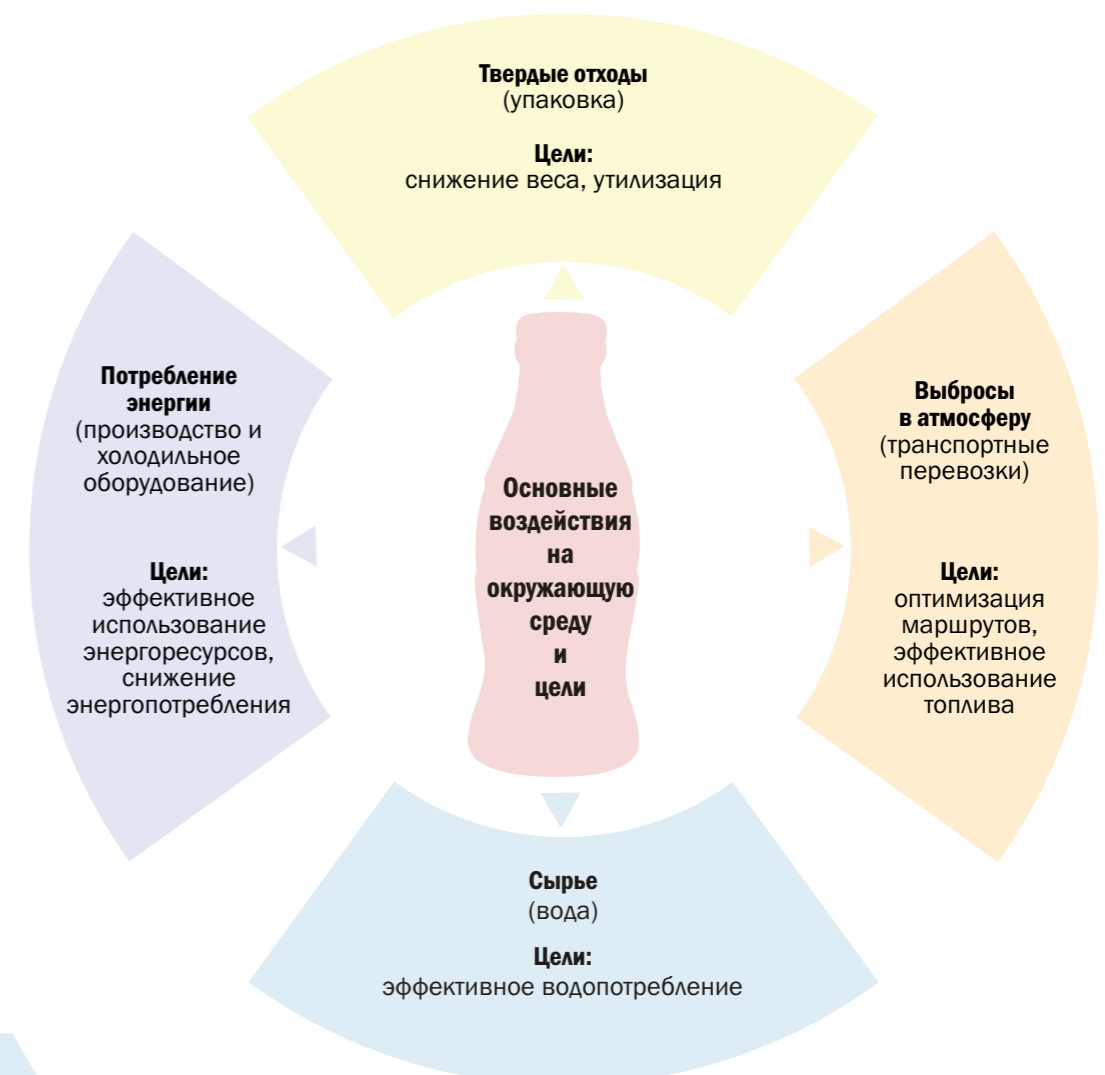 Твердые отходы
(упаковка)
Цели:
снижение веса, утилизация
Потребление
энергии
(производство и
холодильное
оборудование)
Цели:
эффективное
использование
энергоресурсов,
снижение
энергопотребления
Основные
воздействия
на
окружающую
среду
и
цели
Выбросы
в атмосферу
(транспортные
перевозки)
Цели:
оптимизация
маршрутов,
эффективное
использование
топлива
Сырье
(вода)
Цели:
эффективное водопотребление